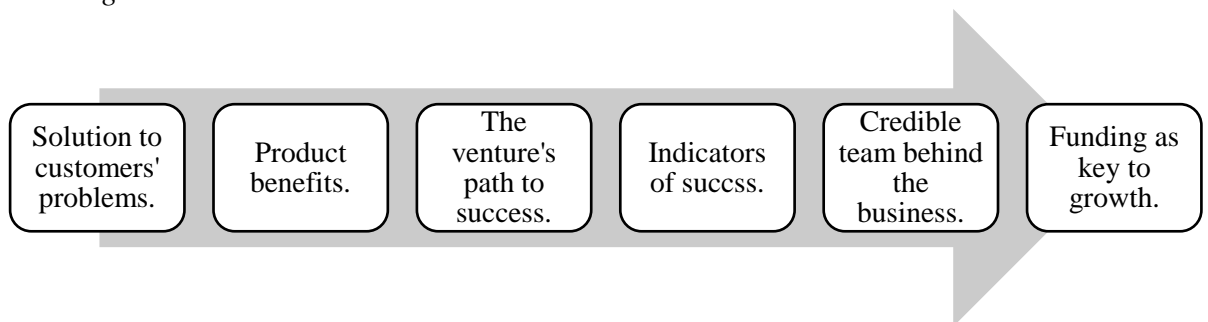 Solution to
customers'
problems.
Product
benefits.
The
venture's
path to
success.
Indicators
of succss.
Credible
team behind
the
business.
Funding as
key to
growth.